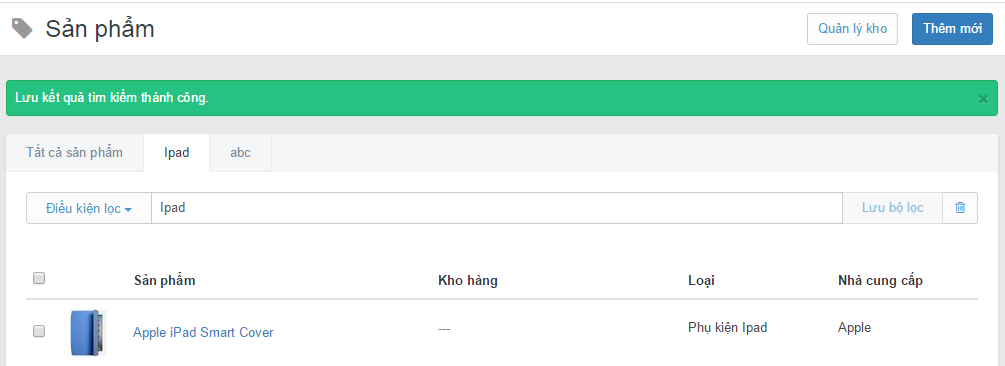 Sản phẩm
Quản lý kho
Thêm mới
Lưu kết quả tìm kiếm thành công.
×
Tất cả sản phẩm
Ipad
abc
Điều kiện lọc
Ipad
Lưu bộ lọc
Sản phẩm
Kho hàng
Loại
Nhà cung cấp
Apple iPad Smart Cover
---
Phụ kiện Ipad
Apple